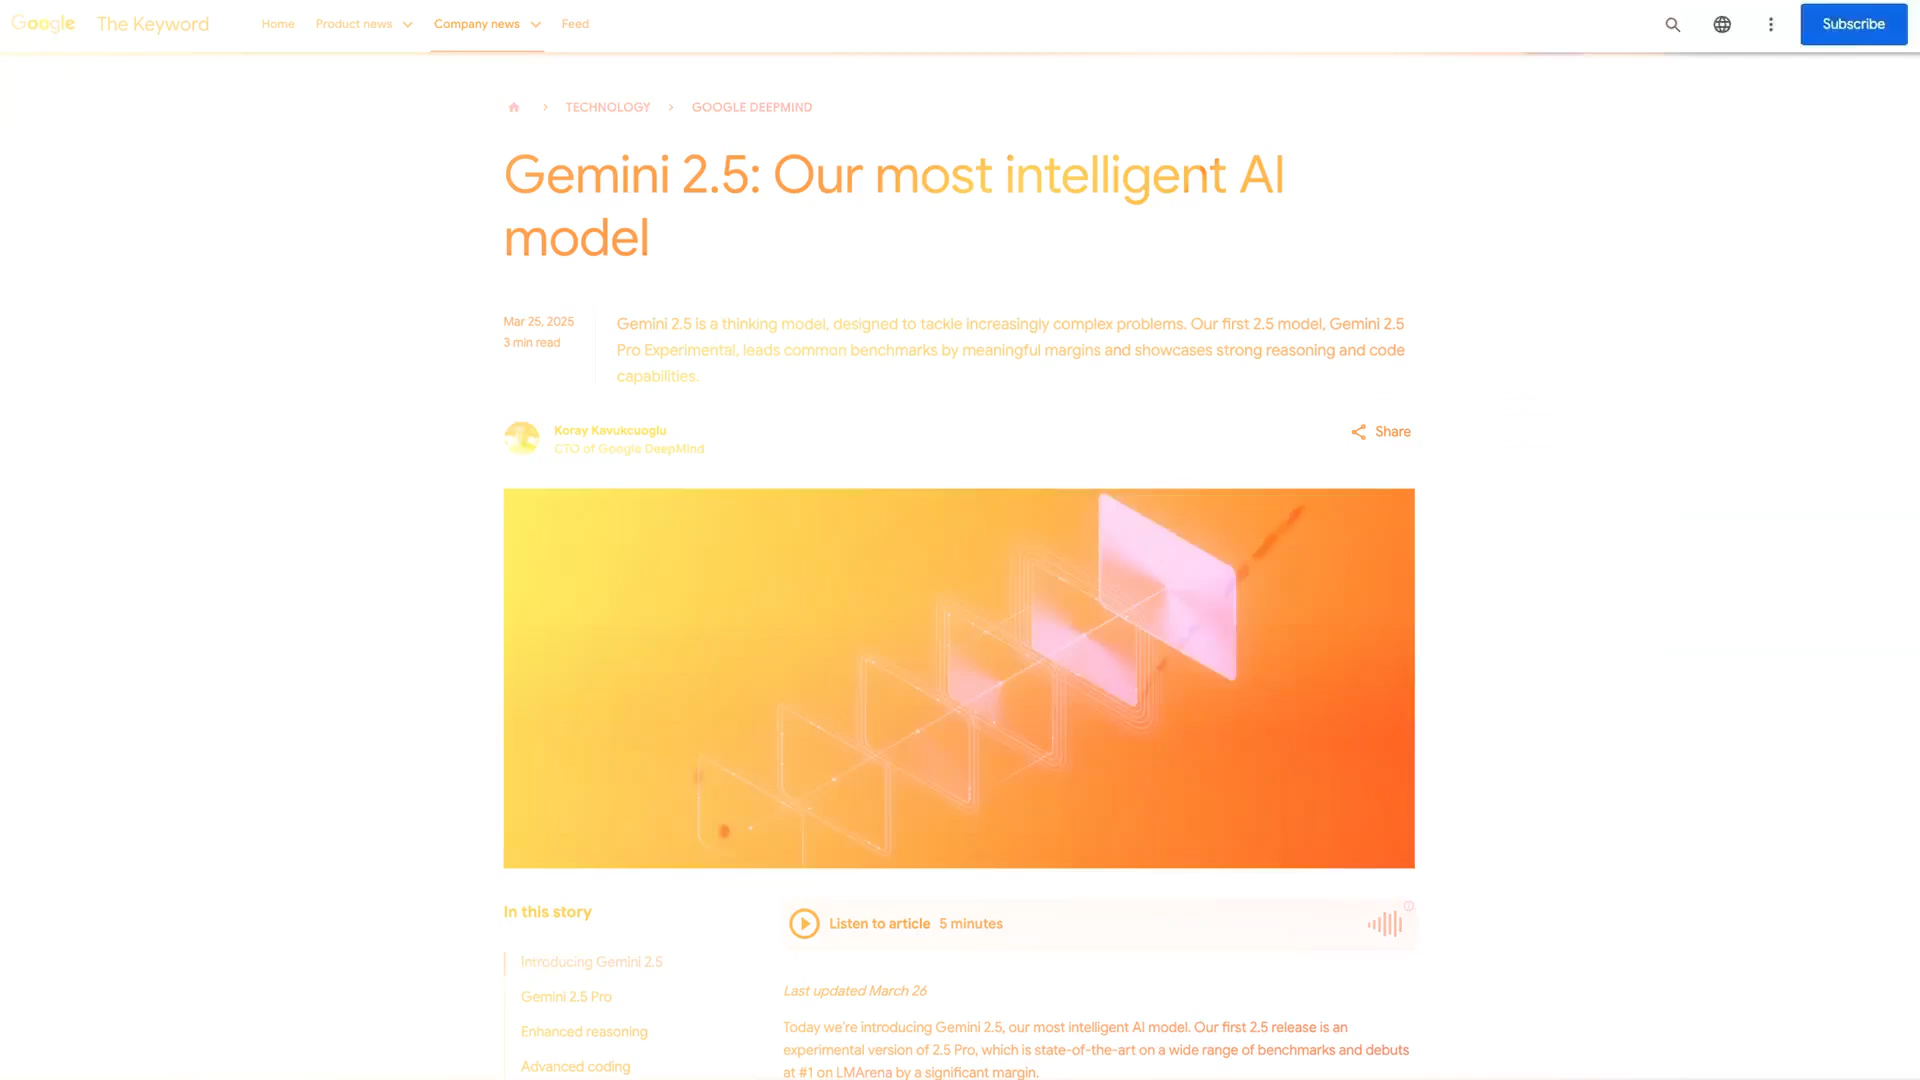 Google The Keyword Home Product news Company news Feed Subscribe
TECHNOLOGY GOOGLE DEEPMIND
Gemini 2.5: Our most intelligent AI
model
Mar 25, 2025
3 min read
Gemini 2.5 is a thinking model, designed to tackle increasingly complex problems. Our first 2.5 model, Gemini 2.5
Pro Experimental, leads common benchmarks by meaningful margins and showcases strong reasoning and code
capabilities.
Koray Kavukcuoglu
CTO of Google DeepMind
Share
In this story
Introducing Gemini 2.5
Gemini 2.5 Pro
Enhanced reasoning
Advanced coding
Listen to article 5 minutes
Last updated March 26
Today we're introducing Gemini 2.5, our most intelligent AI model. Our first 2.5 release is an
experimental version of 2.5 Pro, which is state-of-the-art on a wide range of benchmarks and debuts
at #1 on LMArena by a significant margin.